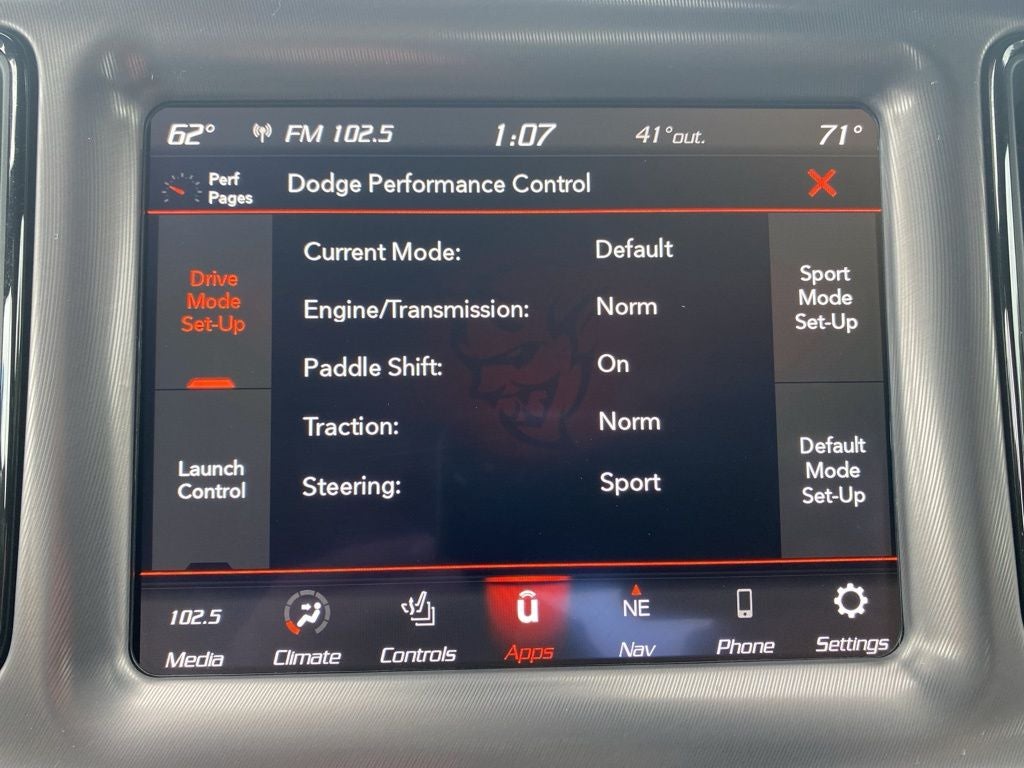 62° FM 102.5 1:07 41°out. 71°
Perf
Pages
Dodge Performance Control
Drive
Mode
Set-Up
Launch
Control
Current Mode: Default
Engine/Transmission: Norm
Paddle Shift: On
Traction: Norm
Steering: Sport
Sport
Mode
Set-Up
Default
Mode
Set-Up
102.5 NE
Media Climate Controls Apps Nav Phone Settings